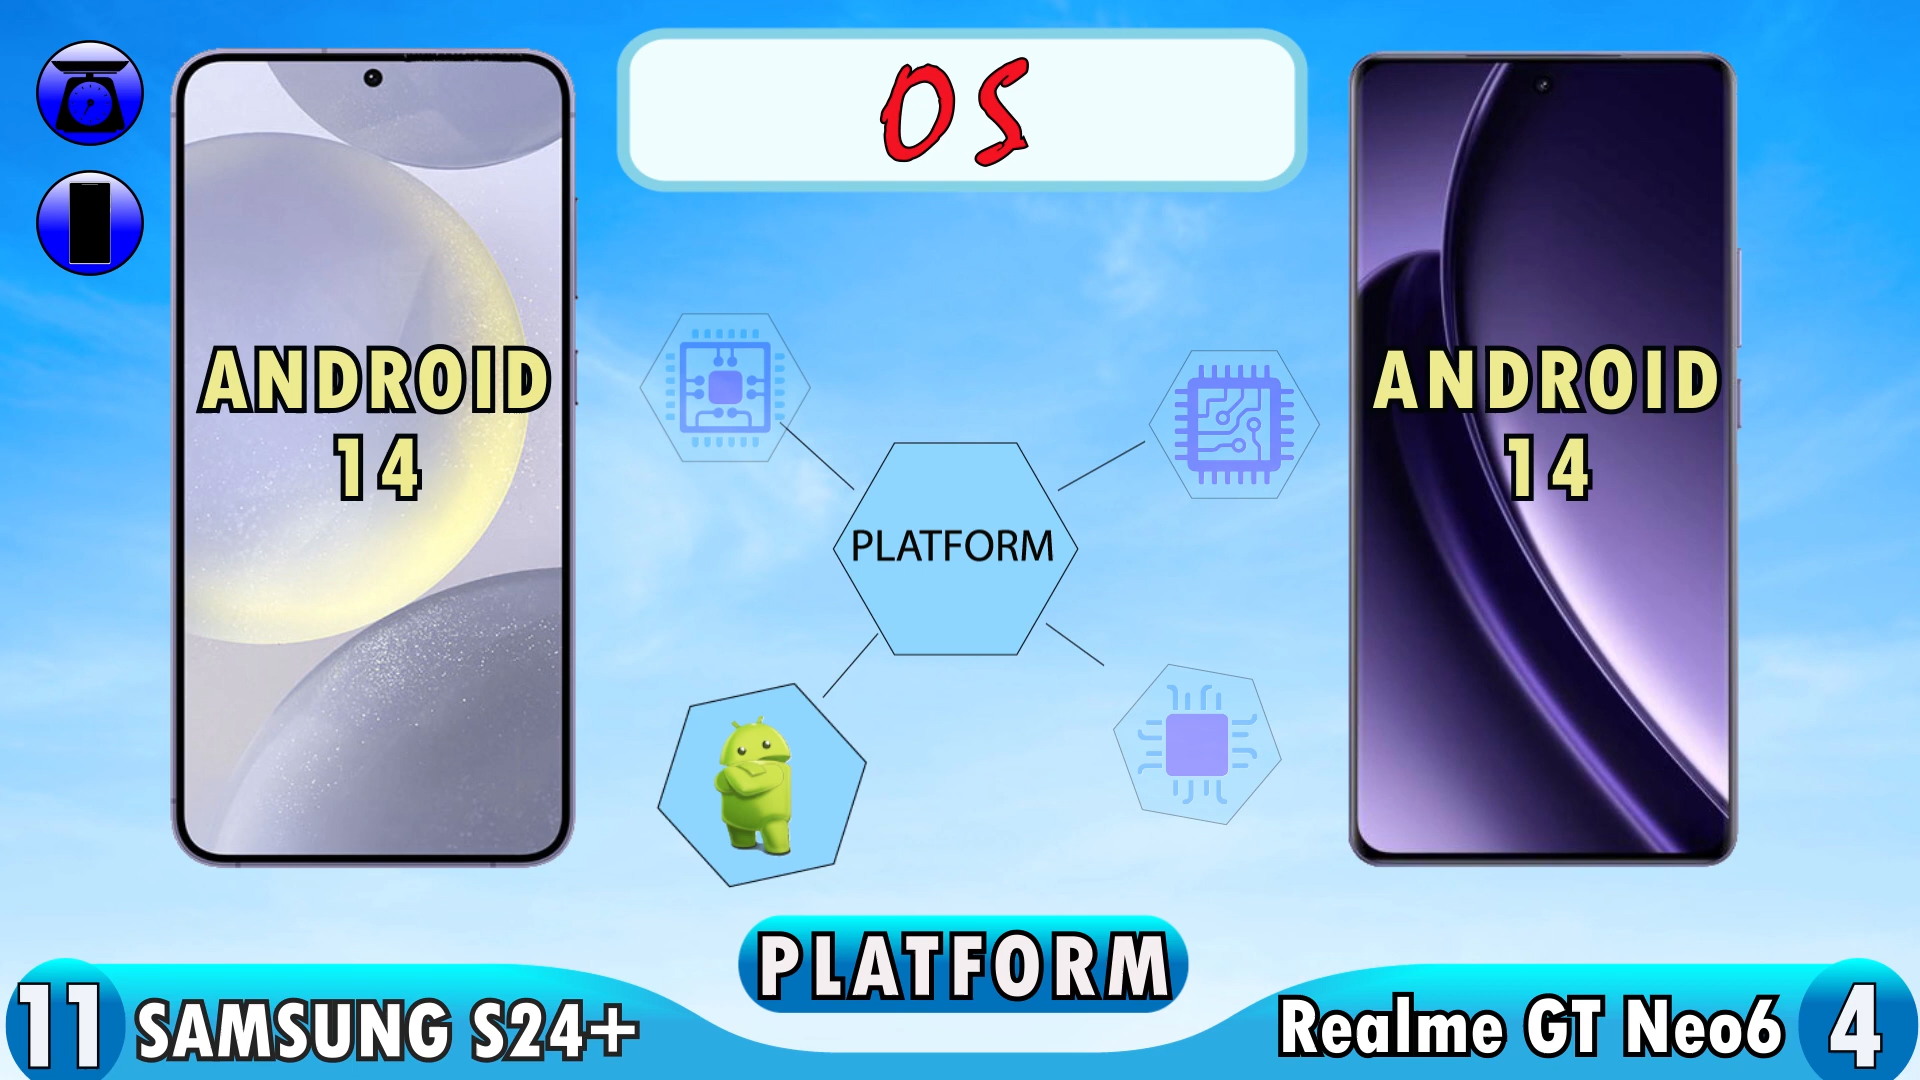 OS
ANDROID
14
ANDROID
14
PLATFORM
PLATFORM
11 SAMSUNG S24+
Realme GT Neo6 4